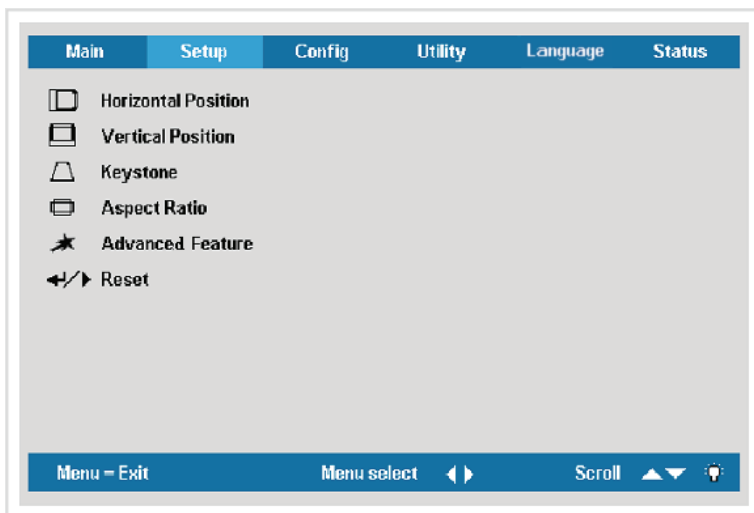 Main Setup Config Utility Language Status
Horizontal Position
Vertical Position
Keystone
Aspect Ratio
Advanced Feature
Reset
Menu = Exit Menu select Scroll